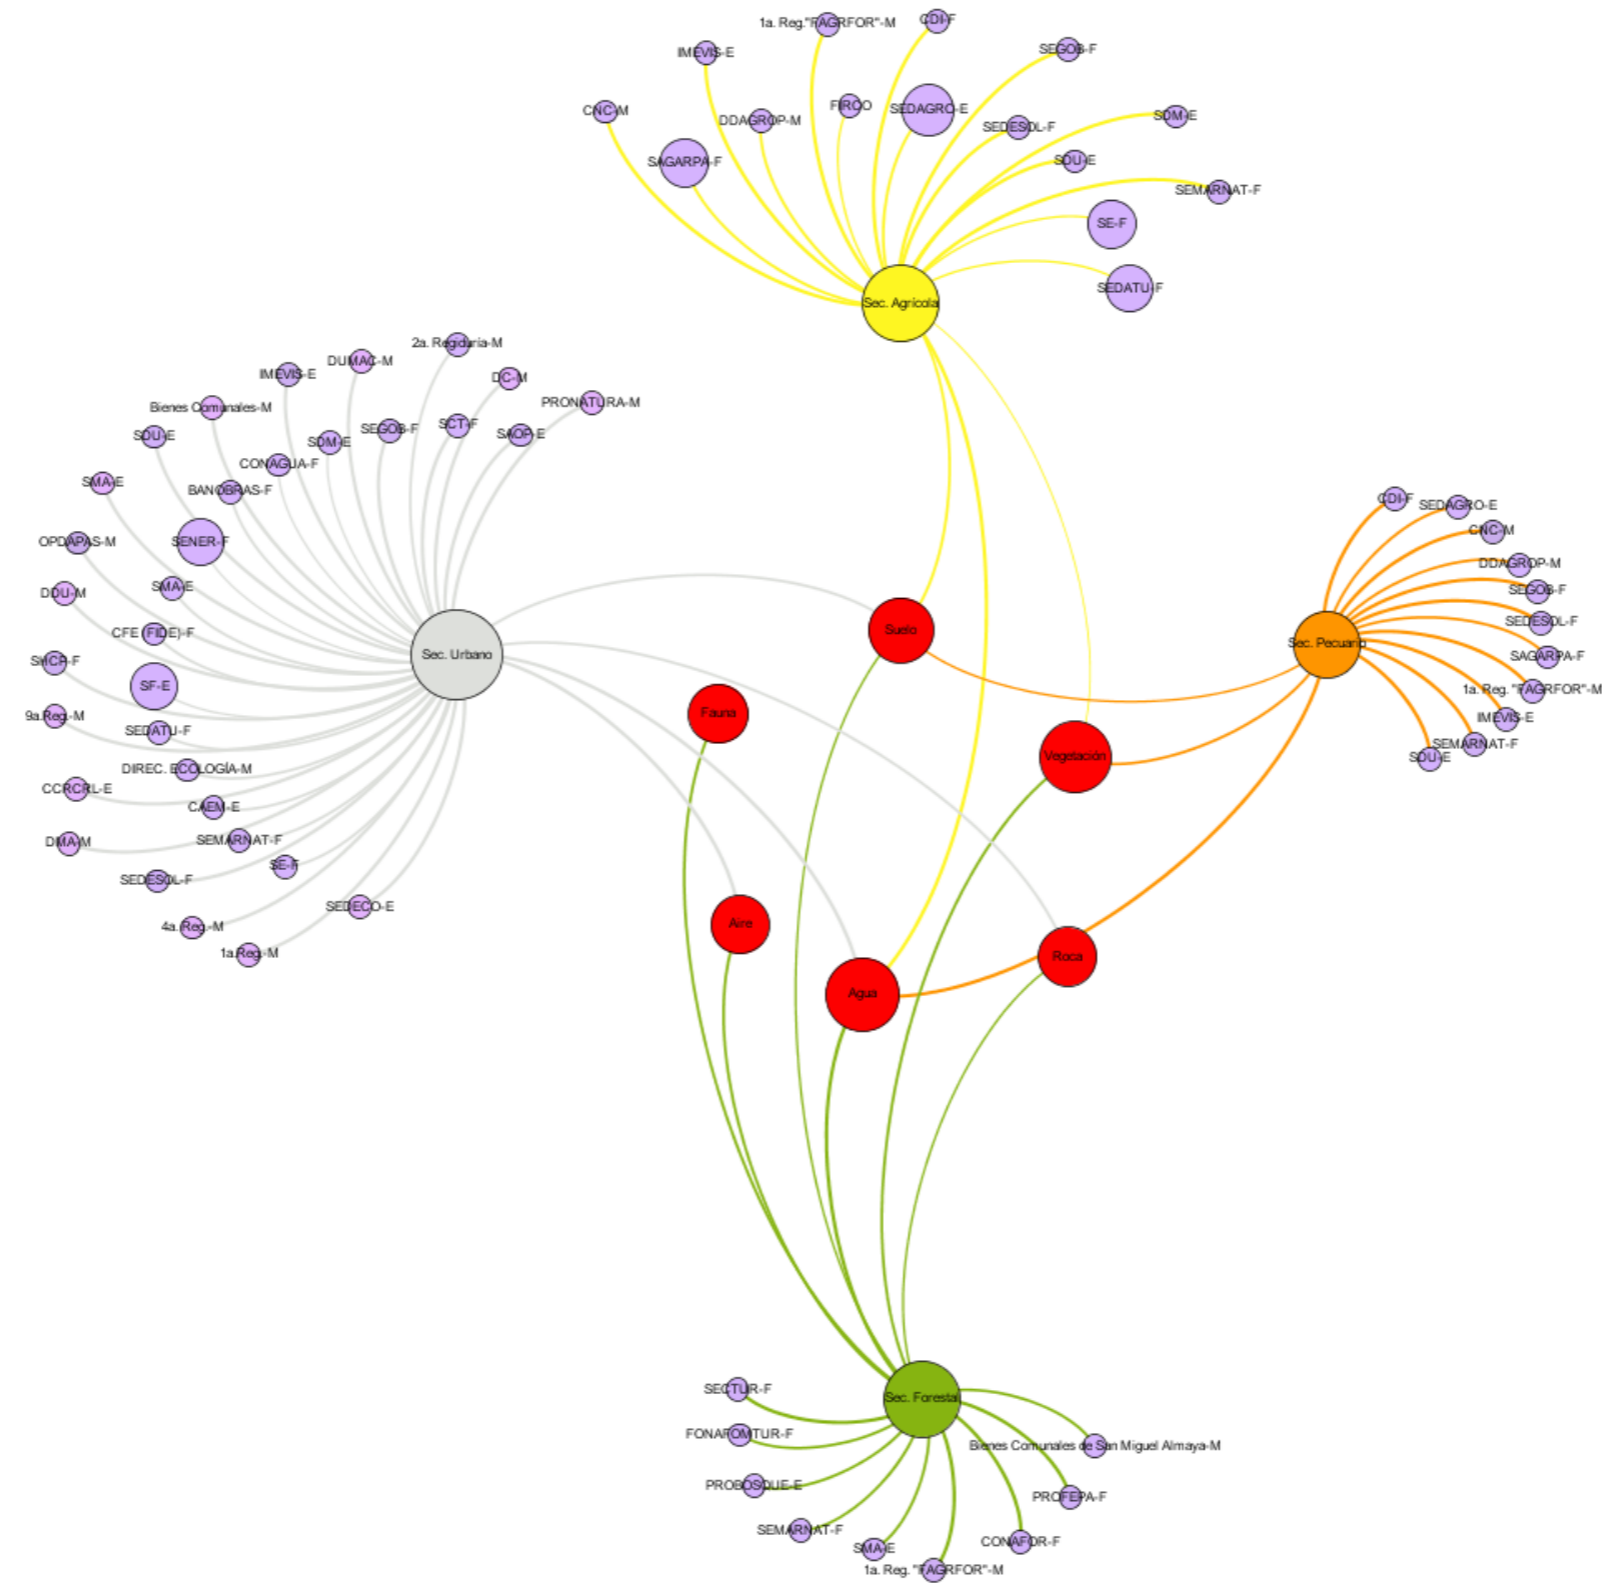 1a. Reg."FAGRFOR"-M
CDI-F
SEGOB-F
IMEVIS-E
CNC-M
DDAGROP-M
FIRCO
SEDAGRO-E
SEDESOL-F
SDM-E
SAGARPA-F
SDU-E
SEMARNAT-F
SE-F
SEDATU-F
Sec. Agrícola
2a. Regiduria-M
DUMAC-M
IMEVIS-E
DC-M
PRONATURA-M
Bienes Comunales-M
SDU-E
SDM-E
SEGOB-F
SCT-F
SAOP-E
CONAGUA-F
SMA-E
BANOBRAS-F
OPDAPAS-M
SENER-F
DDU-M
SMA-E
CFE (FIDE)-F
SHCP-F
SF-E
9a.Reg.-M
SEDATU-F
DIREC. ECOLOGÍA-M
CCRCRL-E
CAEM-E
DMA-M
SEMARNAT-F
SE-F
SEDESOL-F
SEDECO-E
4a. Reg.-M
1a.Reg.-M
Sec. Urbano
Suelo
Fauna
Vegetación
Aire
Agua
Roca
CDI-F
SEDAGRO-E
CNC-M
DDAGROP-M
SEGOB-F
SEDESOL-F
Sec. Pecuario
SAGARPA-F
1a. Reg. "FAGRFOR"-M
IMEVIS-E
SEMARNAT-F
SDU-E
Sec. Forestal
SECTUR-F
FONAFOMTUR-F
Bienes Comunales de San Miguel Almaya-M
PROBOSQUE-E
PROFEPA-F
SEMARNAT-F
CONAFOR-F
SMA-E
1a. Reg. "FAGRFOR"-M